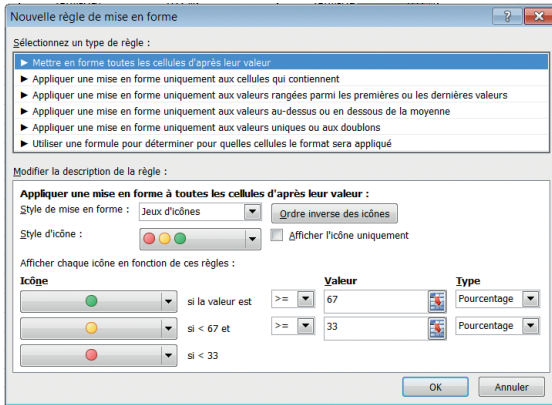 Nouvelle règle de mise en forme
Sélectionnez un type de règle :
► Mettre en forme toutes les cellules d'après leur valeur
► Appliquer une mise en forme uniquement aux cellules qui contiennent
► Appliquer une mise en forme uniquement aux valeurs rangées parmi les premières ou les dernières valeurs
► Appliquer une mise en forme uniquement aux valeurs au-dessus ou en dessous de la moyenne
► Appliquer une mise en forme uniquement aux valeurs uniques ou aux doublons
► Utiliser une formule pour déterminer pour quelles cellules le format sera appliqué
Modifier la description de la règle :
Appliquer une mise en forme à toutes les cellules d'après leur valeur :
Style de mise en forme : Jeux d'icônes Ordre inverse des icônes
Style d'icône : Afficher l'icône uniquement
Afficher chaque icône en fonction de ces règles :
Icône Valeur Type
si la valeur est >= 67 Pourcentage
si < 67 et >= 33 Pourcentage
si < 33
OK Annuler